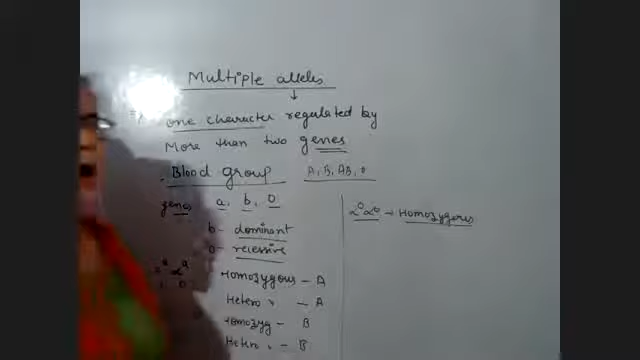 Multiple alleles
↓
one character regulated by
More than two genes
Blood group A, B, AB, O
genes a, b, o
b- dominant
o- recessive
Homozygous - A
Hetero " - A
Homozyg - B
Hetero " - B
→ Homozygous